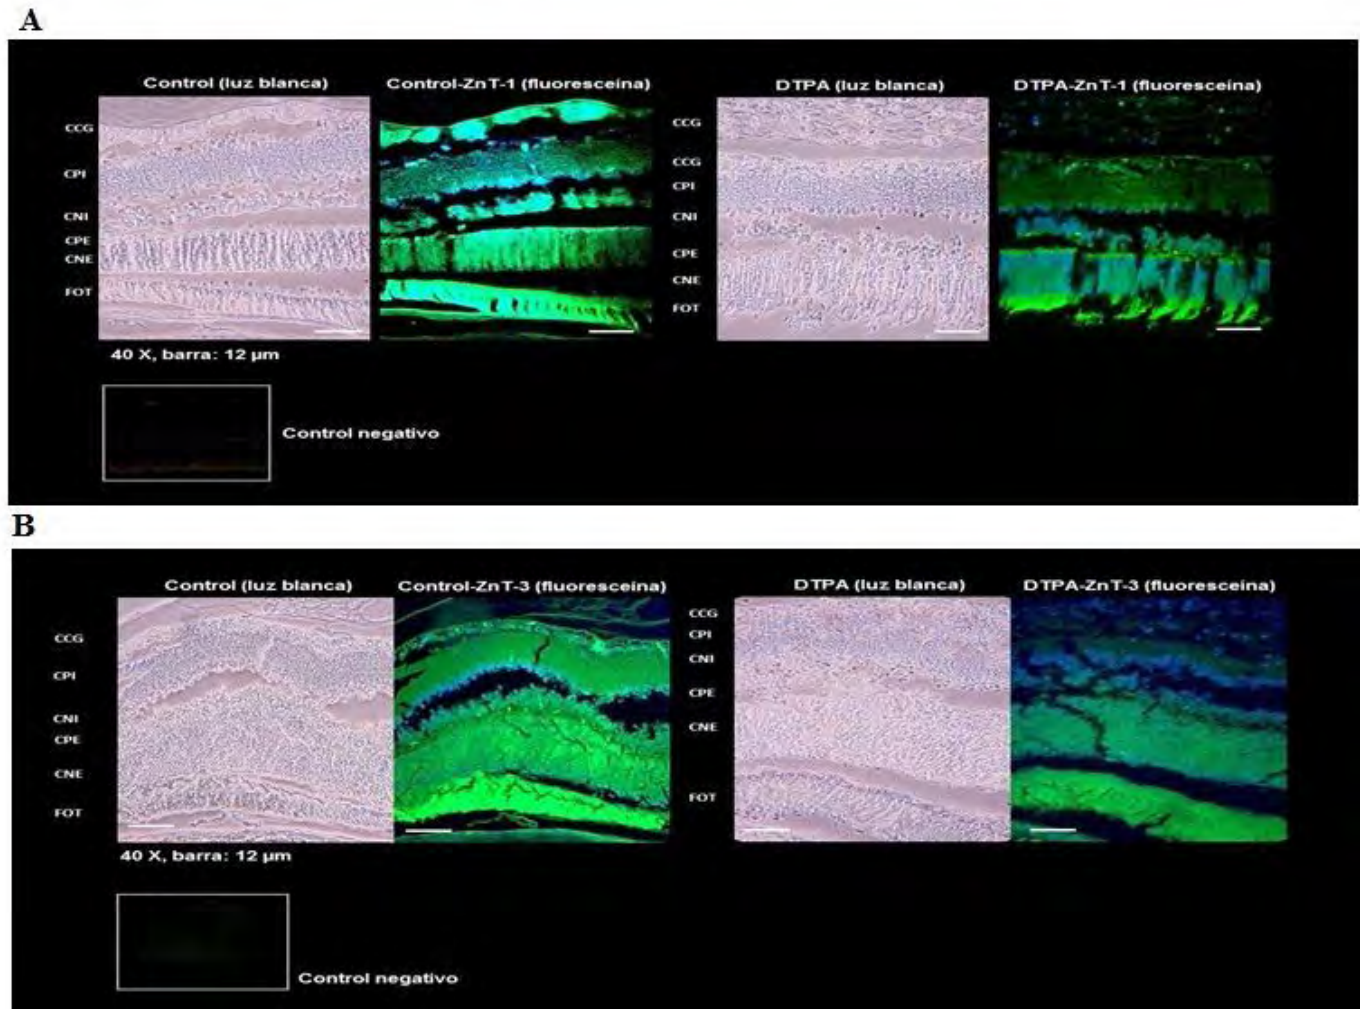 A
Control (luz blanca) Control-ZnT-1 (fluoresceína) DTPA (luz blanca) DTPA-ZnT-1 (fluoresceína)
CCG
CPI
CNI
CPE
CNE
FOT
CCG
CCG
CPI
CNI
CPE
CNE
FOT
40 X, barra: 12 µm
Control negativo
B
Control (luz blanca) Control-ZnT-3 (fluoresceína) DTPA (luz blanca) DTPA-ZnT-3 (fluoresceína)
CCG
CPI
CNI
CPE
CNE
FOT
CCG
CPI
CNI
CPE
CNE
FOT
40 X, barra: 12 µm
Control negativo